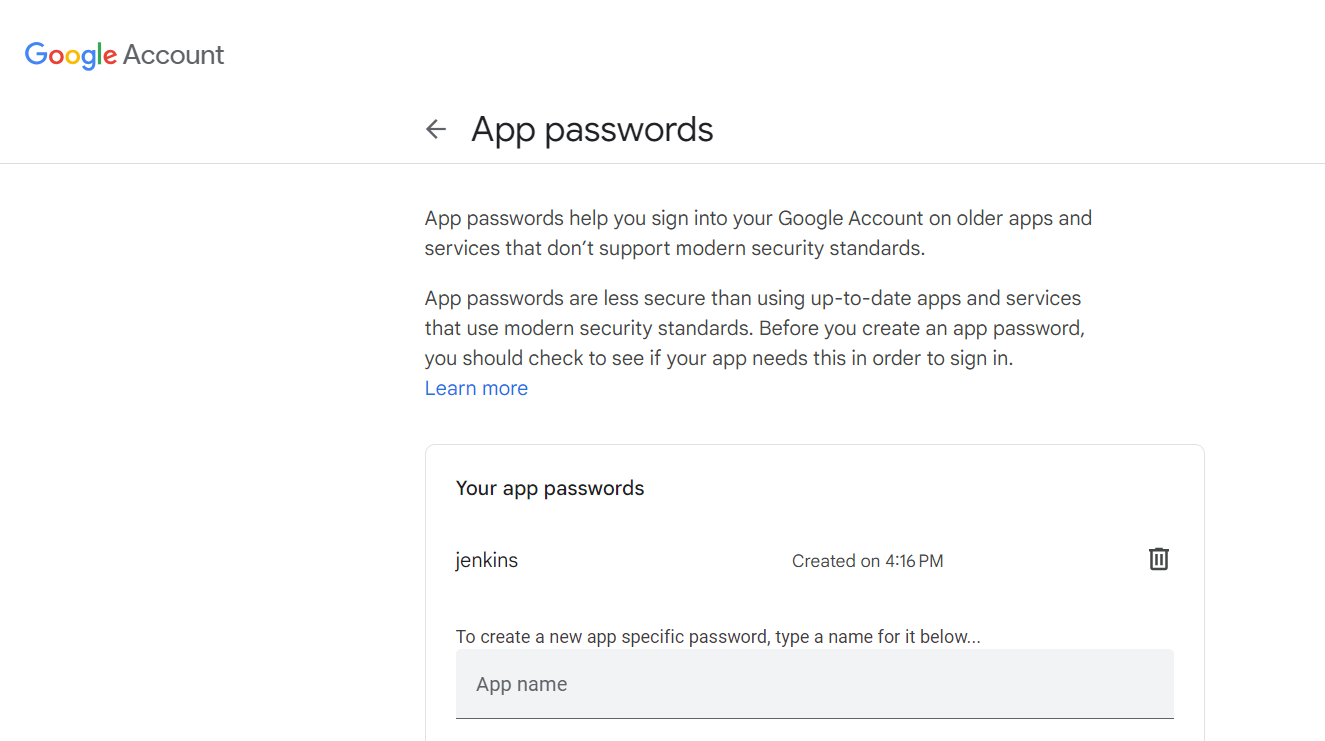 Google Account
App passwords
App passwords help you sign into your Google Account on older apps and
services that don’t support modern security standards.
App passwords are less secure than using up-to-date apps and services
that use modern security standards. Before you create an app password,
you should check to see if your app needs this in order to sign in.
Learn more
Your app passwords
jenkins Created on 4:16 PM
To create a new app specific password, type a name for it below...
App name